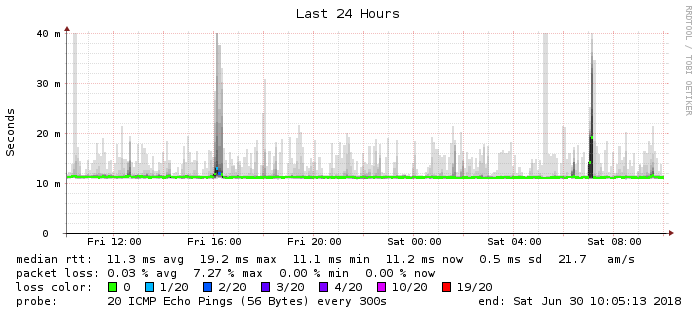 Last 24 Hours
RRDTOOL / TOBI OETIKER
Seconds
40 m
30 m
20 m
10 m
0
Fri 12:00 Fri 16:00 Fri 20:00 Sat 00:00 Sat 04:00 Sat 08:00
median rtt: 11.3 ms avg 19.2 ms max 11.1 ms min 11.2 ms now 0.5 ms sd 21.7 am/s
packet loss: 0.03 % avg 7.27 % max 0.00 % min 0.00 % now
loss color: 0 1/20 2/20 3/20 4/20 10/20 19/20
probe: 20 ICMP Echo Pings (56 Bytes) every 300s end: Sat Jun 30 10:05:13 2018